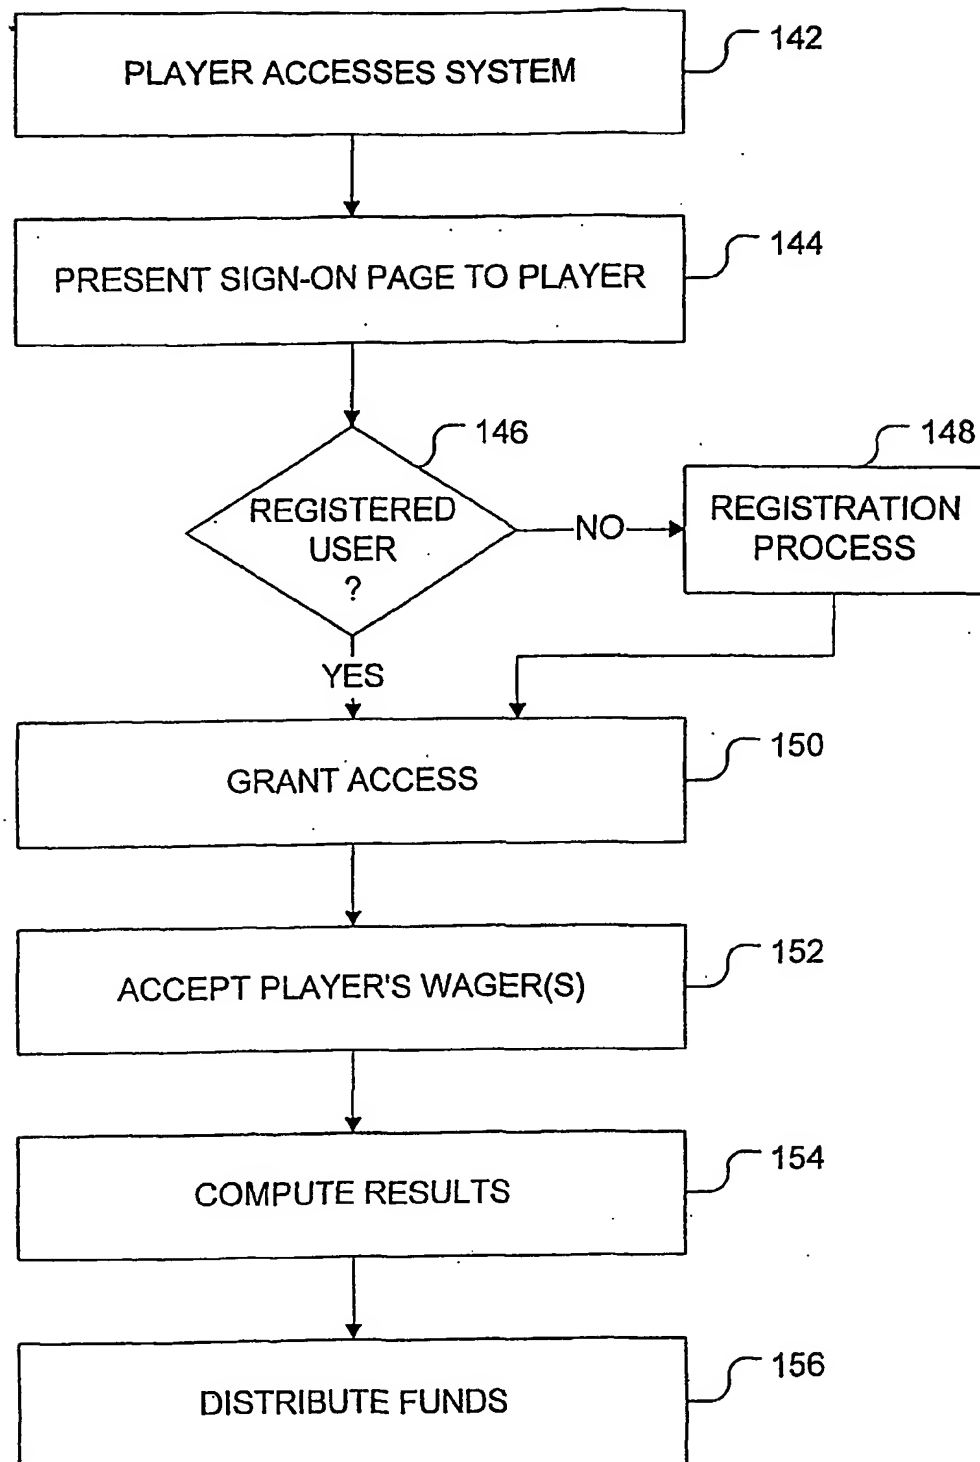 PLAYER ACCESSES SYSTEM
142
PRESENT SIGN-ON PAGE TO PLAYER
144
146
REGISTERED
USER
?
NO
148
REGISTRATION
PROCESS
YES
GRANT ACCESS
150
ACCEPT PLAYER'S WAGER(S)
152
COMPUTE RESULTS
154
DISTRIBUTE FUNDS
156